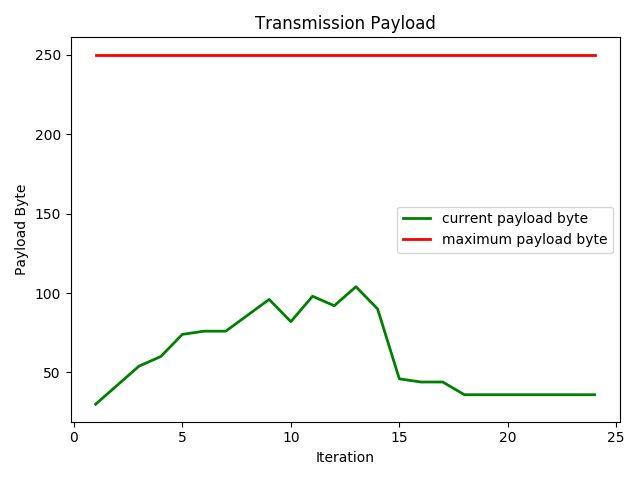 Transmission Payload
250
200
150
100
50
Payload Byte
current payload byte
maximum payload byte
0 5 10 15 20 25
Iteration